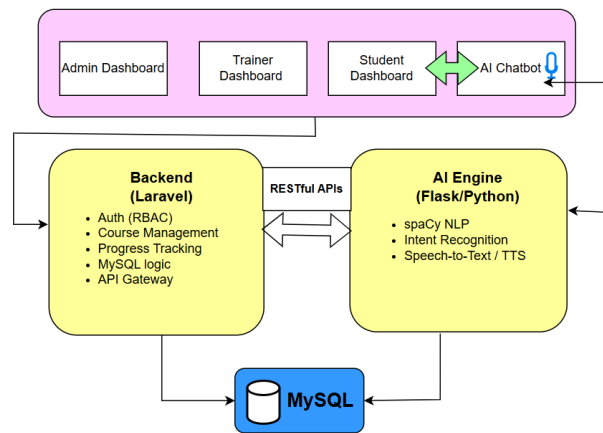 Admin Dashboard
Trainer
Dashboard
Student
Dashboard
AI Chatbot
Backend
(Laravel)
Auth (RBAC)
Course Management
Progress Tracking
MySQL logic
API Gateway
RESTful APIs
AI Engine
(Flask/Python)
spaCy NLP
Intent Recognition
Speech-to-Text / TTS
MySQL